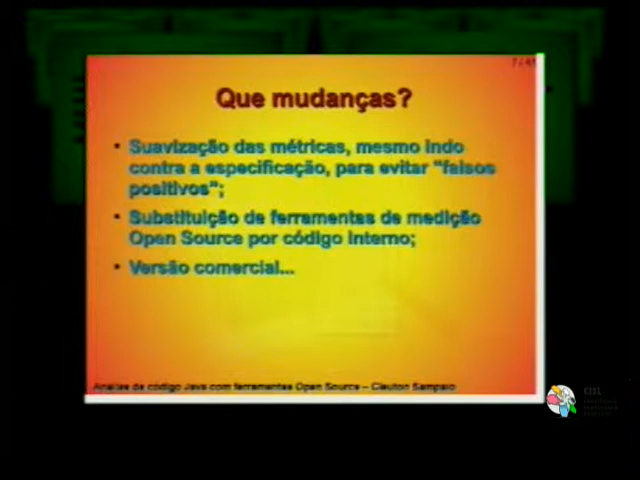 Que mudanças?
• Suavização das métricas, mesmo indo
contra a especificação, para evitar "falsos
positivos";
• Substituição de ferramentas de medição
Open Source por código interno;
• Versão comercial...
Análise de código Java com ferramentas Open Source – Cleuton Sampaio